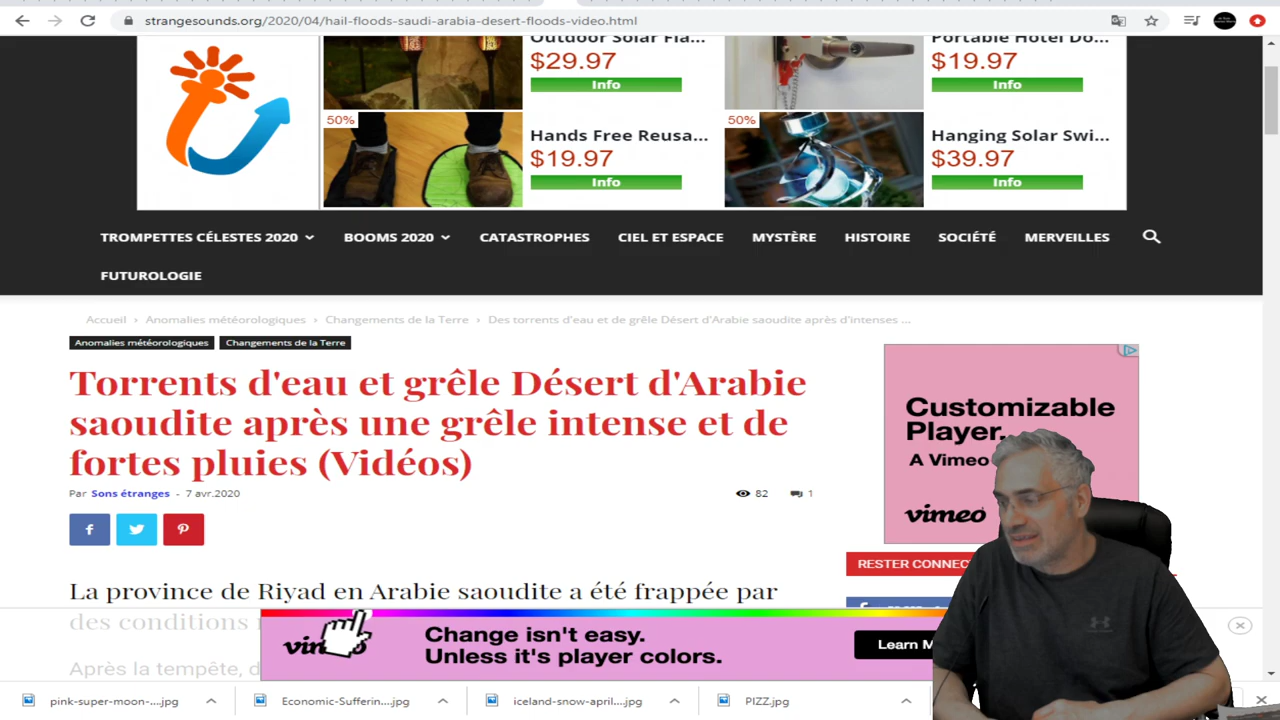 strangesounds.org/2020/04/hail-floods-saudi-arabia-desert-floods-video.html
Outdoor Solar Fla...
$29.97
Info
Portable Hotel Do...
$19.97
Info
50%
Hands Free Reusa...
$19.97
Info
50%
Hanging Solar Swi...
$39.97
Info
TROMPETTES CÉLESTES 2020
BOOMS 2020
CATASTROPHES
CIEL ET ESPACE
MYSTÈRE
HISTOIRE
SOCIÉTÉ
MERVEILLES
FUTUROLOGIE
Accueil › Anomalies météorologiques › Changements de la Terre › Des torrents d'eau et de grêle Désert d'Arabie saoudite après d'intenses ...
Anomalies météorologiques
Changements de la Terre
Torrents d'eau et grêle Désert d'Arabie
saoudite après une grêle intense et de
fortes pluies (Vidéos)
Par Sons étranges - 7 avr.2020
82
1
La province de Riyad en Arabie saoudite a été frappée par
des conditions
Après la tempête,
Customizable
Player.
A Vimeo
vimeo
RESTER CONNEC
Change isn't easy.
Unless it's player colors.
Learn M
pink-super-moon-....jpg
Economic-Sufferin....jpg
iceland-snow-april....jpg
PIZZ.jpg